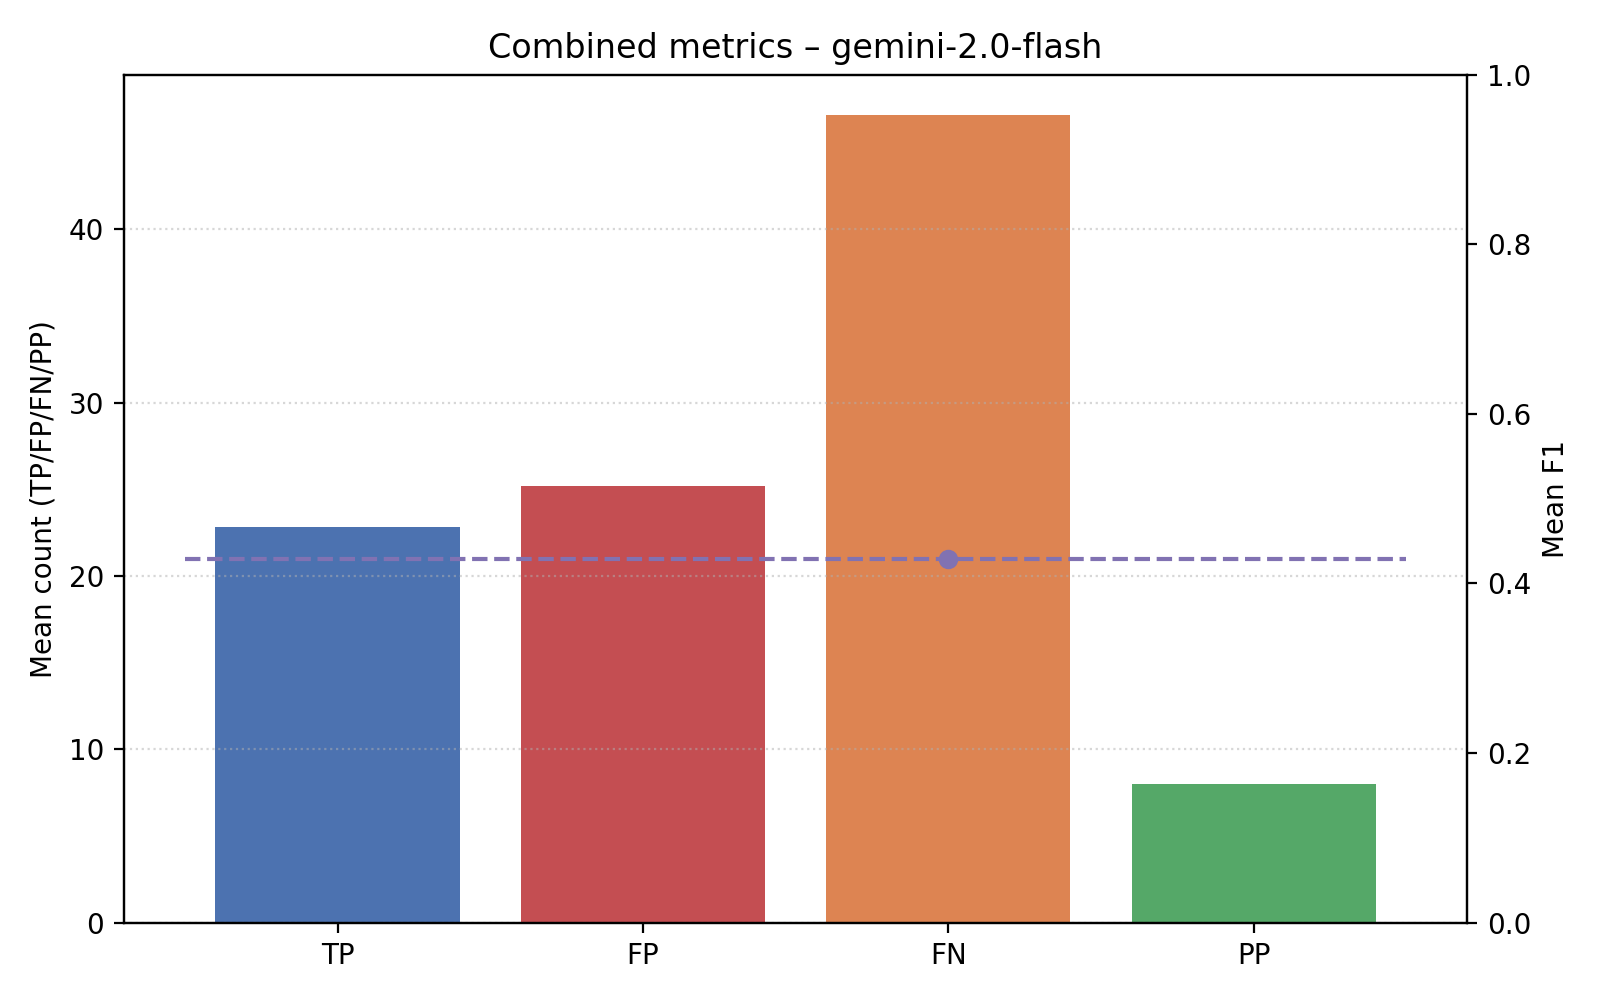 Combined metrics – gemini-2.0-flash
Mean count (TP/FP/FN/PP)
40
30
20
10
0
TP
FP
FN
PP
1.0
0.8
0.6
0.4
0.2
0.0
Mean F1